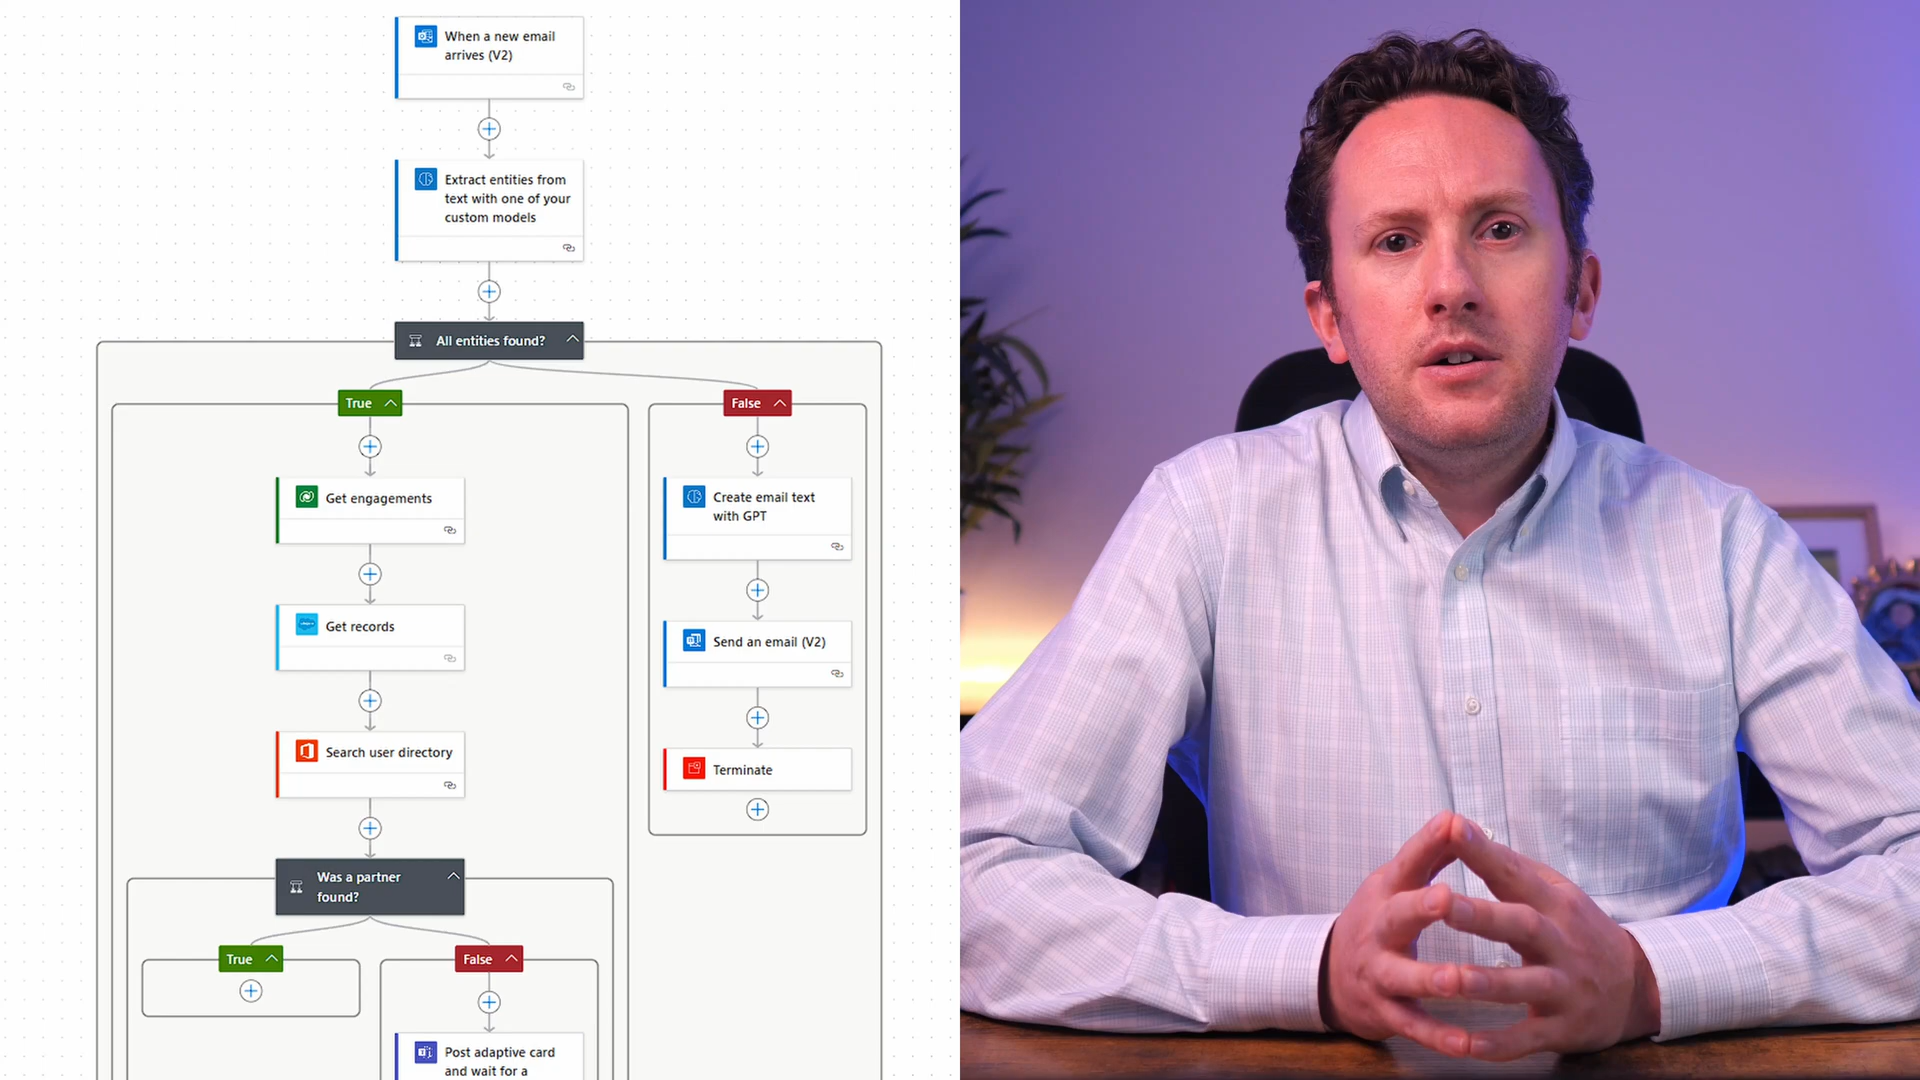 When a new email
arrives (V2)
Extract entities from
text with one of your
custom models
All entities found?
True
False
Get engagements
Create email text
with GPT
Get records
Send an email (V2)
Search user directory
Terminate
Was a partner
found?
True
False
Post adaptive card
and wait for a